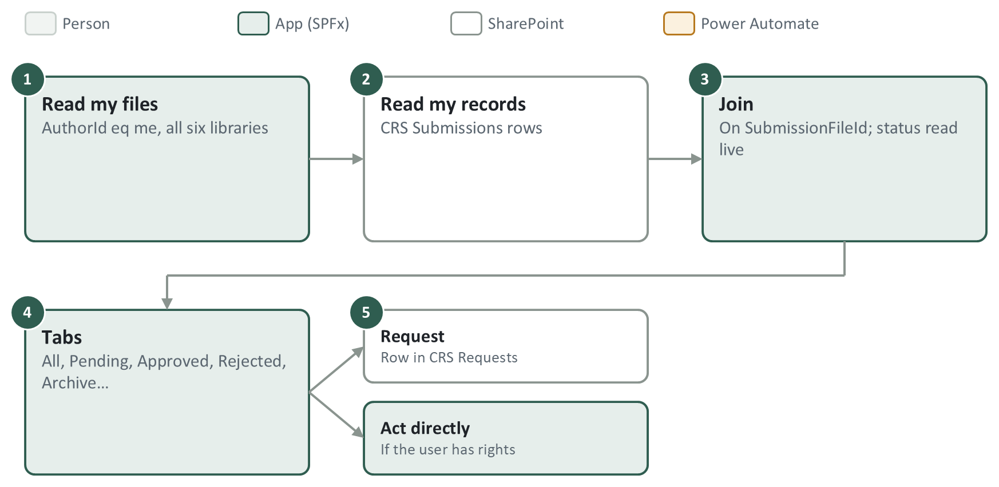 Person
App (SPFx)
SharePoint
Power Automate
1
Read my files
AuthorId eq me, all six libraries
2
Read my records
CRS Submissions rows
3
Join
On SubmissionFileId; status read
live
4
Tabs
All, Pending, Approved, Rejected,
Archive...
5
Request
Row in CRS Requests
Act directly
If the user has rights